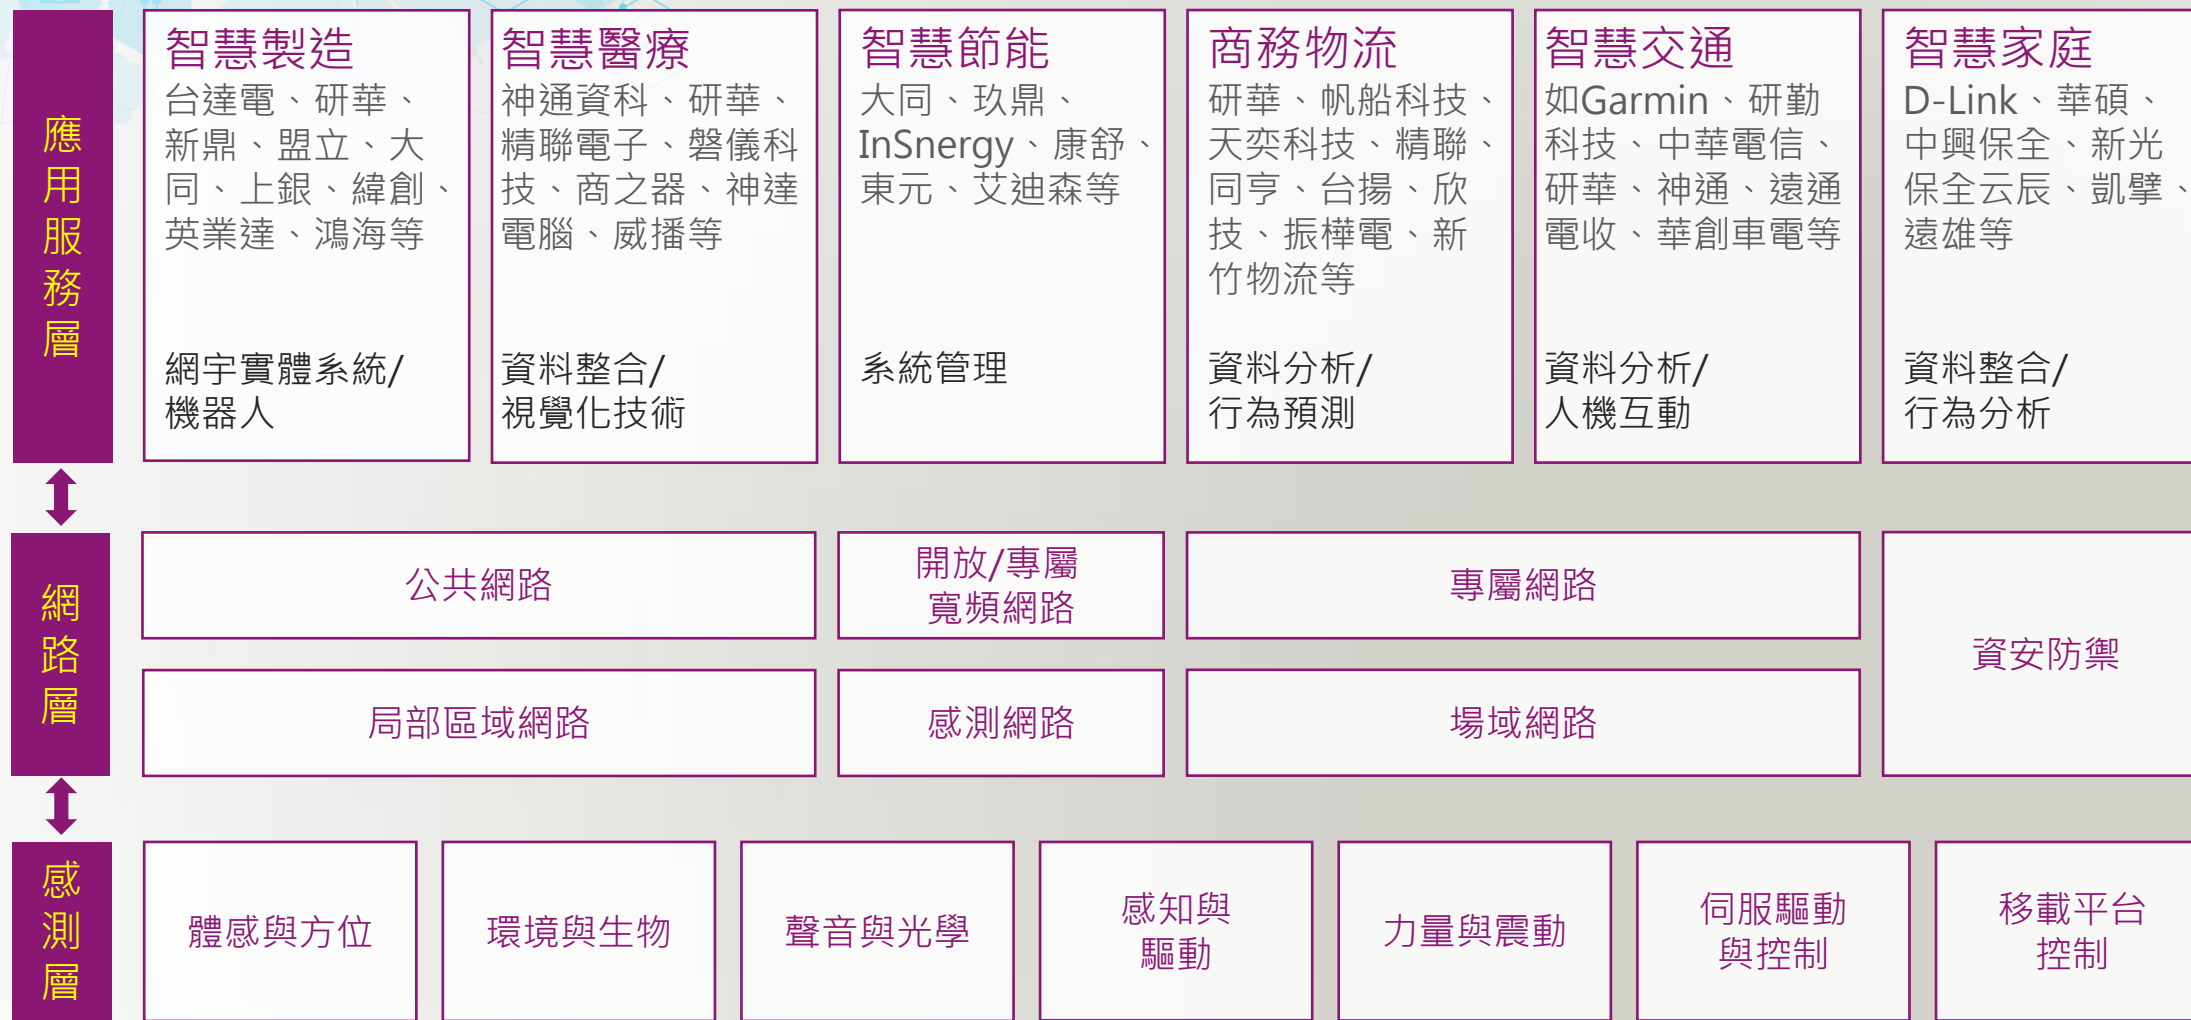 應用服務層
智慧製造
台達電、研華、
新鼎、盟立、大
同、上銀、緯創、
英業達、鴻海等
網宇實體系統/
機器人
智慧醫療
神通資科、研華、
精聯電子、磐儀科
技、商之器、神達
電腦、威播等
資料整合/
視覺化技術
智慧節能
大同、玖鼎、
InSnergy、康舒、
東元、艾迪森等
系統管理
商務物流
研華、帆船科技、
天奕科技、精聯、
同亨、台揚、欣
技、振樺電、新
竹物流等
資料分析/
行為預測
智慧交通
如Garmin、研勤
科技、中華電信、
研華、神通、遠通
電收、華創車電等
資料分析/
人機互動
智慧家庭
D-Link、華碩、
中興保全、新光
保全云辰、凱擘、
遠雄等
資料整合/
行為分析
網路層
公共網路
開放/專屬
寬頻網路
專屬網路
資安防禦
局部區域網路
感測網路
場域網路
感測層
體感與方位
環境與生物
聲音與光學
感知與
驅動
力量與震動
伺服驅動
與控制
移載平台
控制